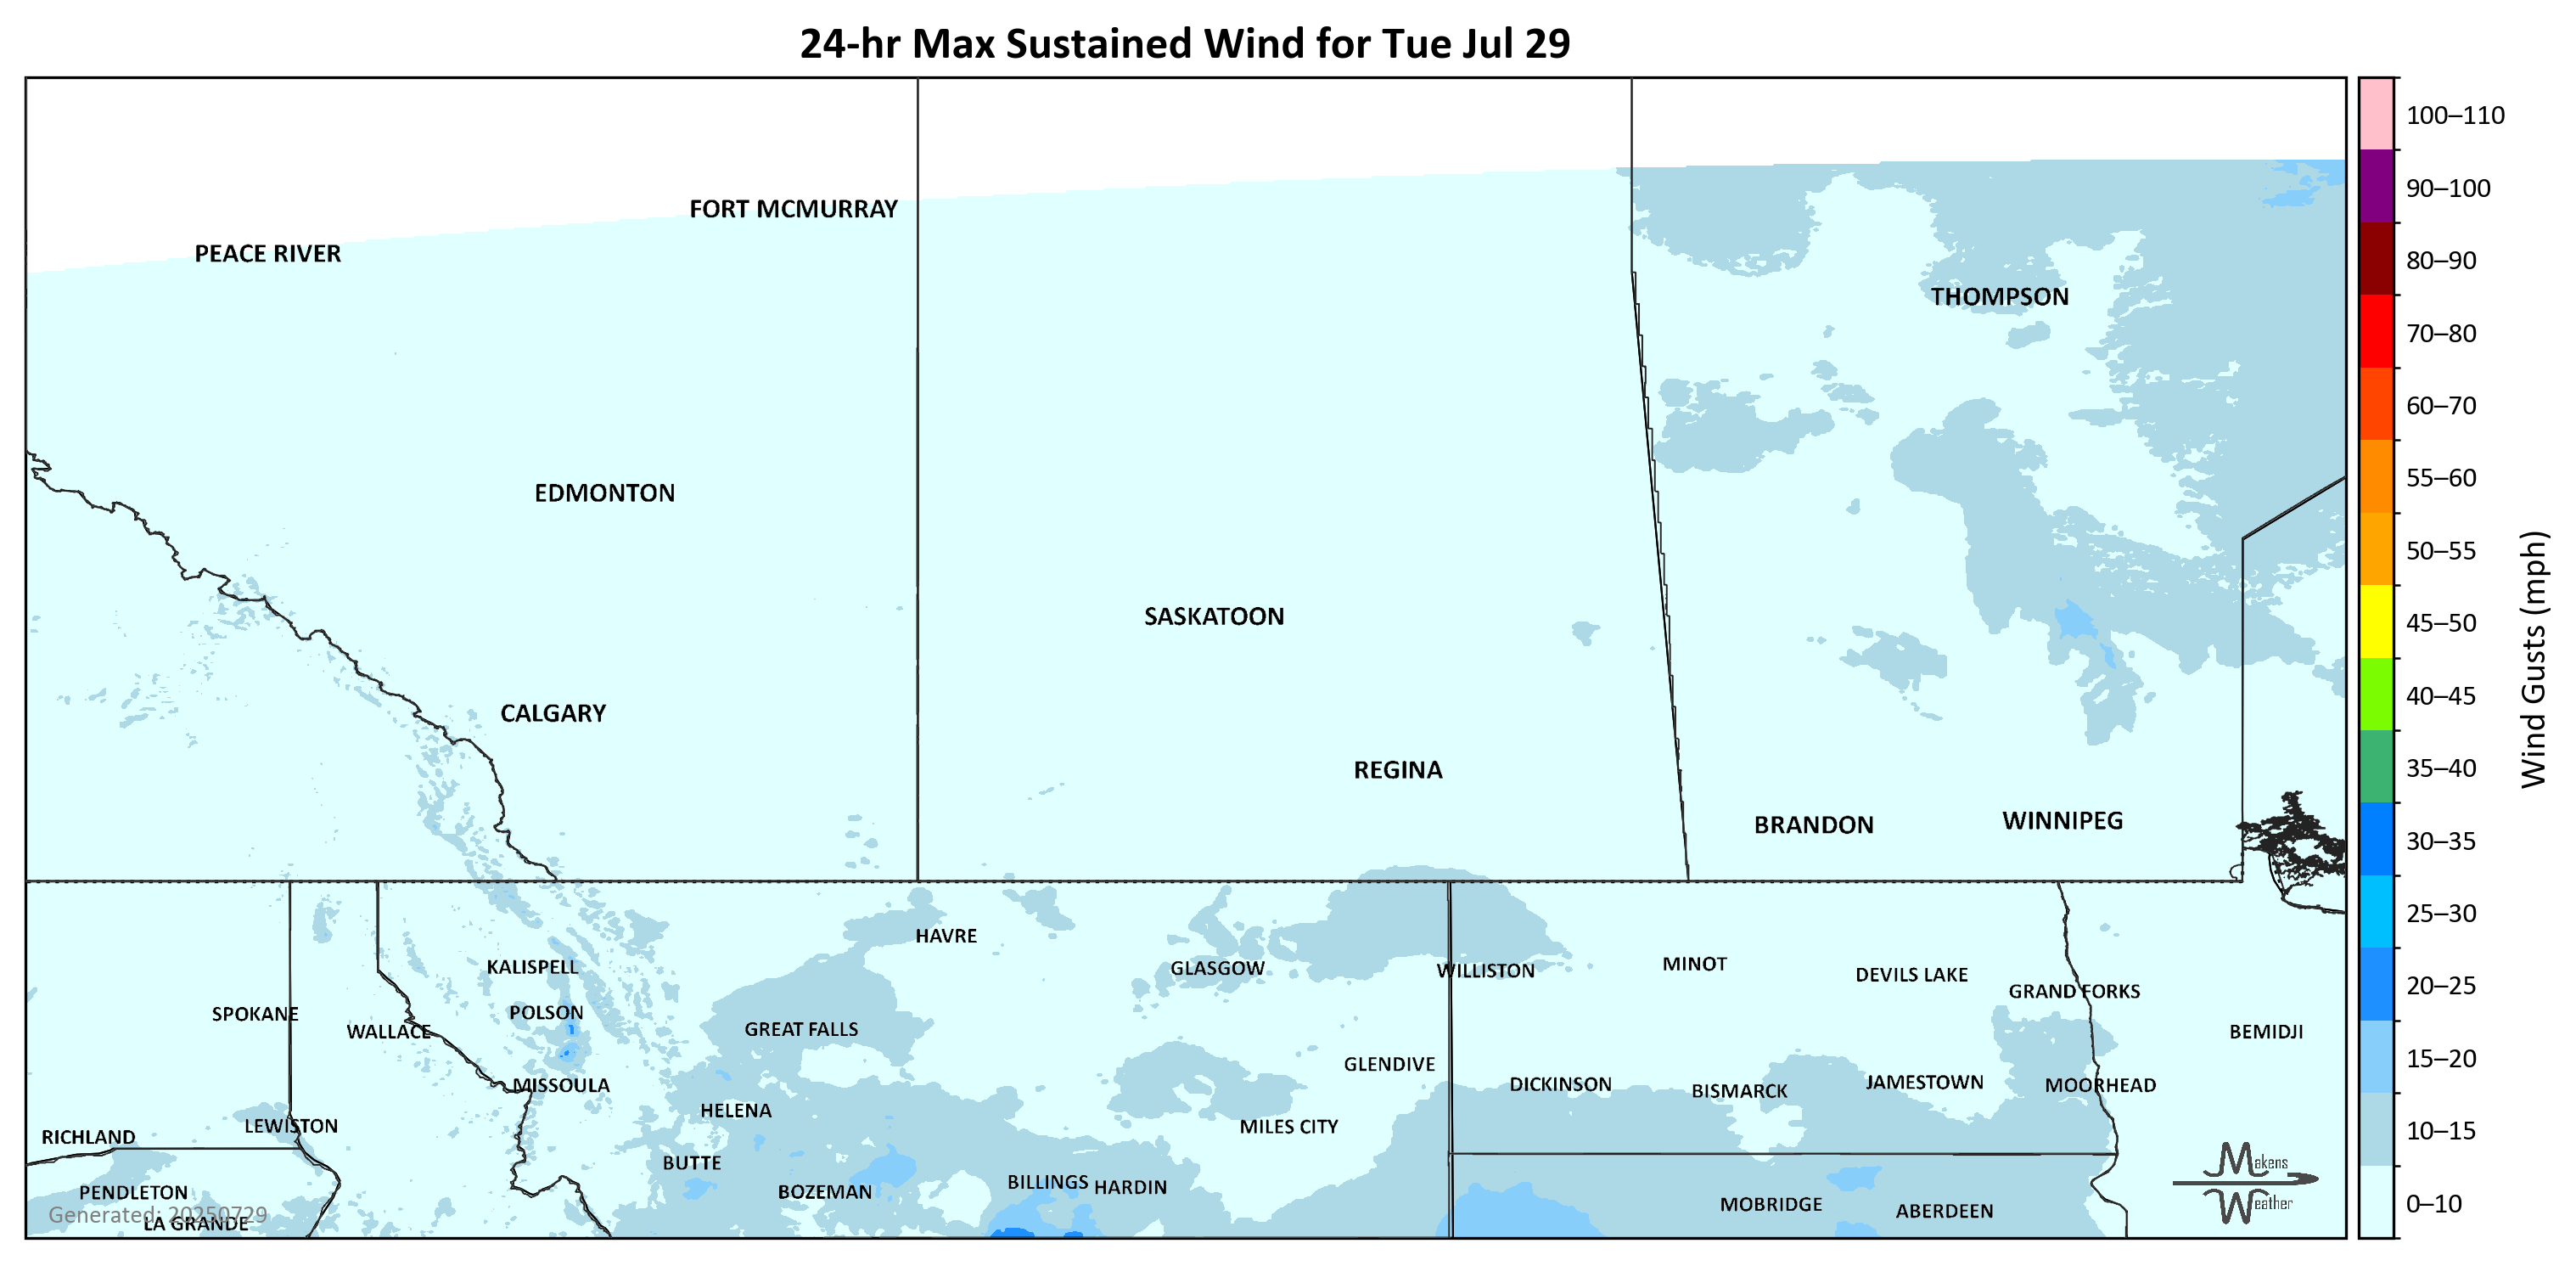 24-hr Max Sustained Wind for Tue Jul 29
100–110
90–100
80–90
70–80
60–70
55–60
50–55
45–50
40–45
35–40
30–35
25–30
20–25
15–20
10–15
0–10
Wind Gusts (mph)
FORT MCMURRAY
PEACE RIVER
THOMPSON
EDMONTON
SASKATOON
CALGARY
REGINA
BRANDON
WINNIPEG
HAVRE
KALISPELL
GLASGOW
WILLISTON
MINOT
DEVILS LAKE
GRAND FORKS
SPOKANE
POLSON
WALLACE
GREAT FALLS
BEMIDJI
GLENDIVE
MISSOULA
DICKINSON
BISMARCK
JAMESTOWN
MOORHEAD
HELENA
LEWISTON
MILES CITY
RICHLAND
BUTTE
BILLINGS
HARDIN
PENDLETON
BOZEMAN
MOBRIDGE
ABERDEEN
LA GRANDE
Generated: 20250729
Makens
Weather